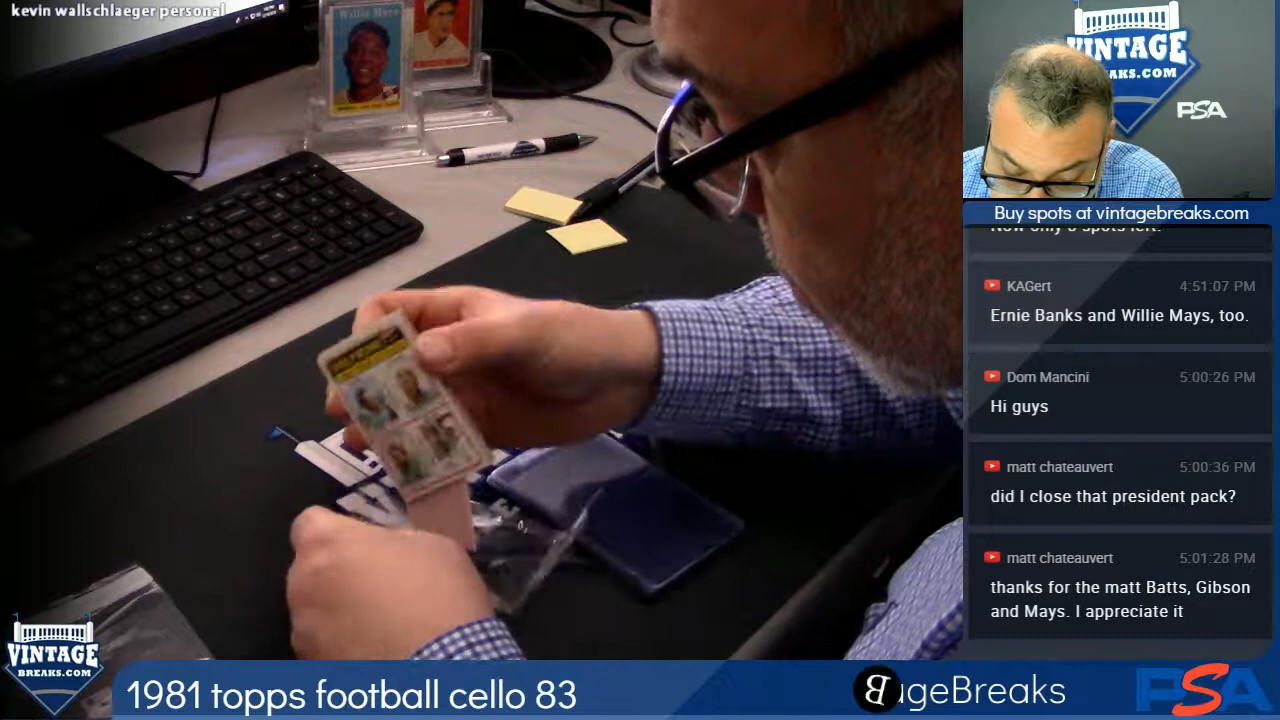 kevin wallschlaeger personal
Willie Mays
VINTAGE
BREAKS.COM
PSA
Buy spots at vintagebreaks.com
KAGert 4:51:07 PM
Ernie Banks and Willie Mays, too.
Dom Mancini 5:00:26 PM
Hi guys
matt chateauvert 5:00:36 PM
did I close that president pack?
matt chateauvert 5:01:28 PM
thanks for the matt Batts, Gibson
and Mays. I appreciate it
VINTAGE
BREAKS.COM
1981 topps football cello 83
ageBreaks
PSA